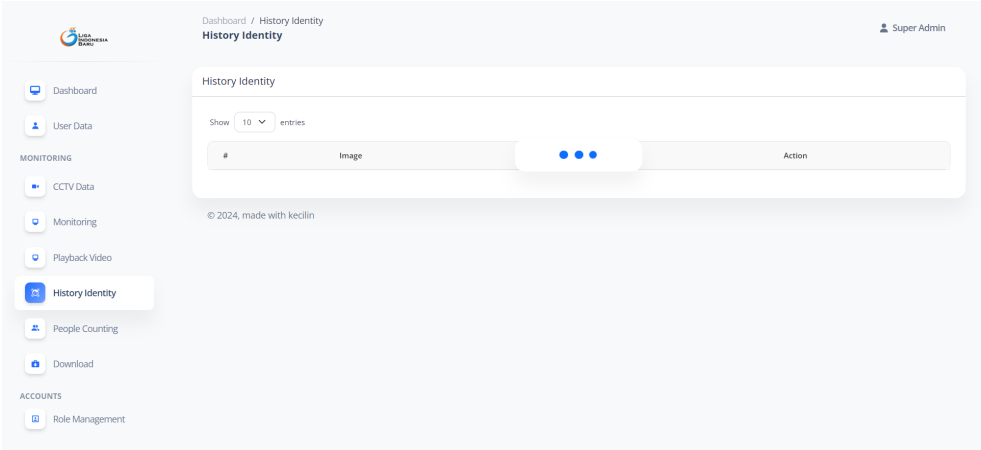 LIGA
INDONESIA
BARU
Dashboard / History Identity
History Identity
Super Admin
Dashboard
User Data
MONITORING
CCTV Data
Monitoring
Playback Video
History Identity
People Counting
Download
ACCOUNTS
Role Management
History Identity
Show 10 entries
# Image Action
© 2024, made with kecilin